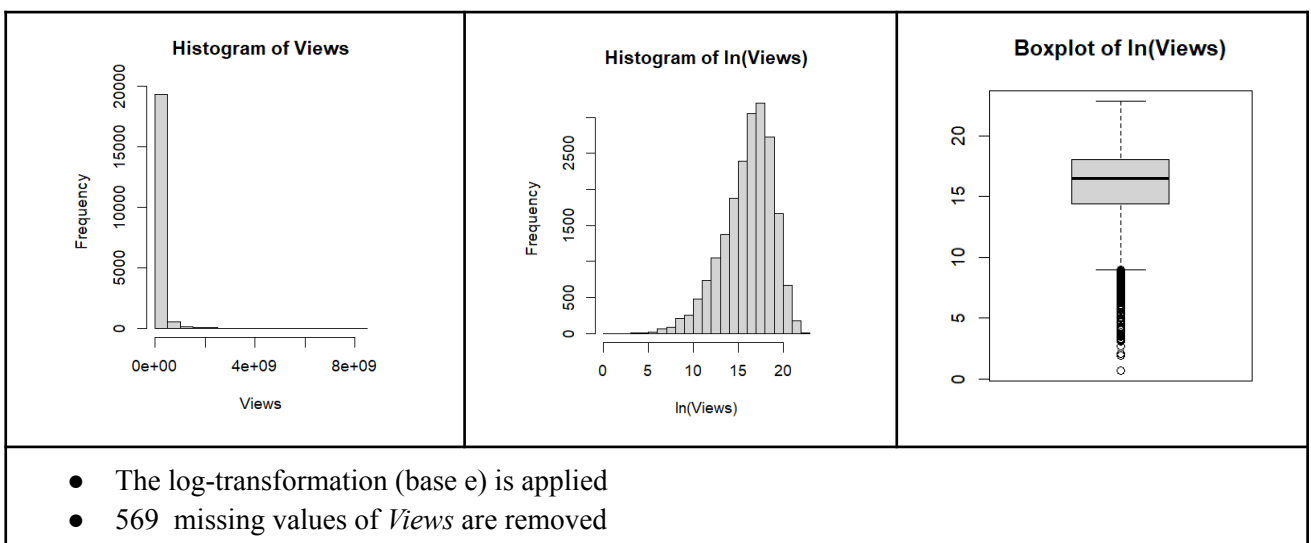 Histogram of Views
Frequency
20000
15000
10000
5000
0
0e+00 4e+09 8e+09
Views
Histogram of ln(Views)
Frequency
2500
1500
500
0
0 5 10 15 20
ln(Views)
Boxplot of ln(Views)
20
15
10
5
0
● The log-transformation (base e) is applied
● 569 missing values of Views are removed